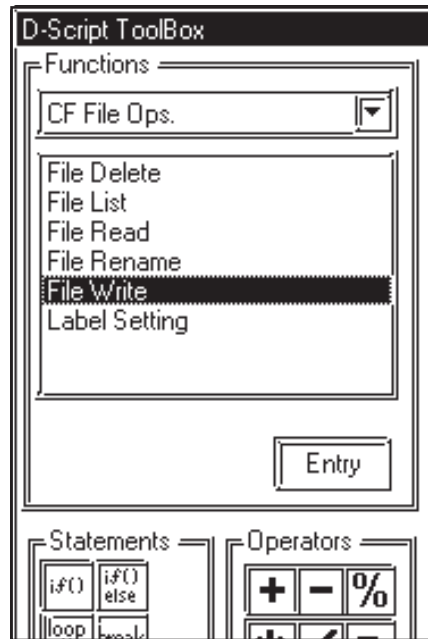 D-Script ToolBox
Functions
CF File Ops.
File Delete
File List
File Read
File Rename
File Write
Label Setting
Entry
Statements Operators
if() if() else + - %
loop